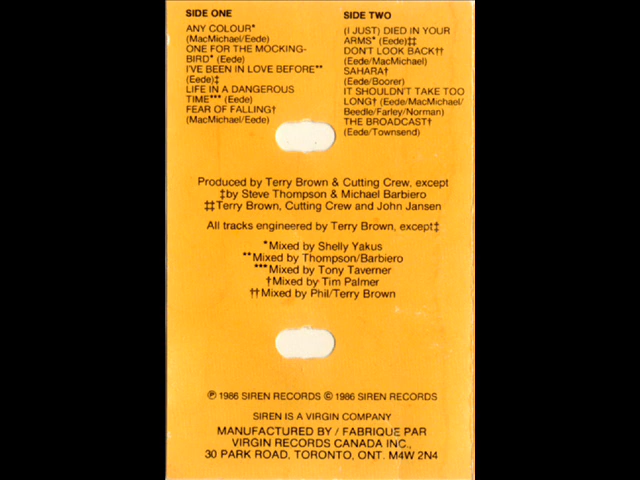 SIDE ONE
ANY COLOUR*
(MacMichael/Eede)
ONE FOR THE MOCKING-
BIRD* (Eede)
I'VE BEEN IN LOVE BEFORE**
(Eede)‡
LIFE IN A DANGEROUS
TIME*** (Eede)
FEAR OF FALLING†
(MacMichael/Eede)
SIDE TWO
(I JUST) DIED IN YOUR
ARMS* (Eede)‡‡
DON'T LOOK BACK††
(Eede/MacMichael)
SAHARA†
(Eede/Boorer)
IT SHOULDN'T TAKE TOO
LONG† (Eede/MacMichael/
Beedle/Farley/Norman)
THE BROADCAST†
(Eede/Townsend)
Produced by Terry Brown & Cutting Crew, except
‡by Steve Thompson & Michael Barbiero
‡‡Terry Brown, Cutting Crew and John Jansen
All tracks engineered by Terry Brown, except‡
*Mixed by Shelly Yakus
**Mixed by Thompson/Barbiero
***Mixed by Tony Taverner
†Mixed by Tim Palmer
††Mixed by Phil/Terry Brown
℗ 1986 SIREN RECORDS © 1986 SIREN RECORDS
SIREN IS A VIRGIN COMPANY
MANUFACTURED BY / FABRIQUE PAR
VIRGIN RECORDS CANADA INC.,
30 PARK ROAD, TORONTO, ONT. M4W 2N4